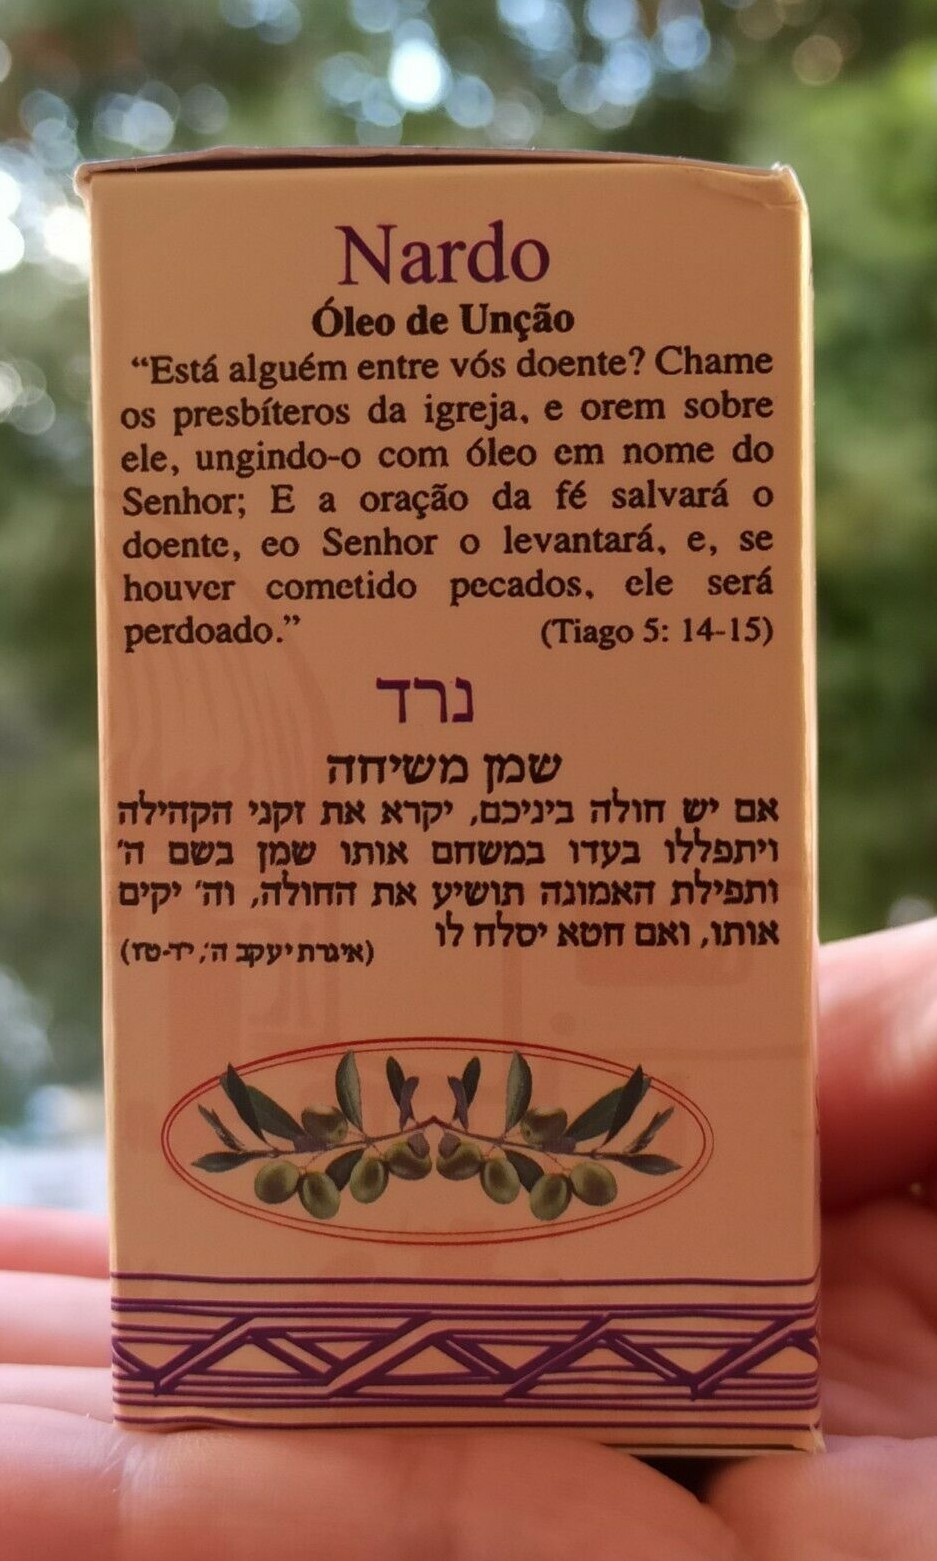 Nardo
Óleo de Unção
“Está alguém entre vós doente? Chame
os presbíteros da igreja, e orem sobre
ele, ungindo-o com óleo em nome do
Senhor; E a oração da fé salvará o
doente, eo Senhor o levantará, e, se
houver cometido pecados, ele será
perdoado.” (Tiago 5: 14-15)
נרד
שמן משיחה
אם יש חולה ביניכם, יקרא את זקני הקהילה
ויתפללו בעדו במשחם אותו שמן בשם ה'
ותפילת האמונה תושיע את החולה, וה' יקים
אותו, ואם חטא יסלח לו (איגרת יעקב ה', יד-טז)